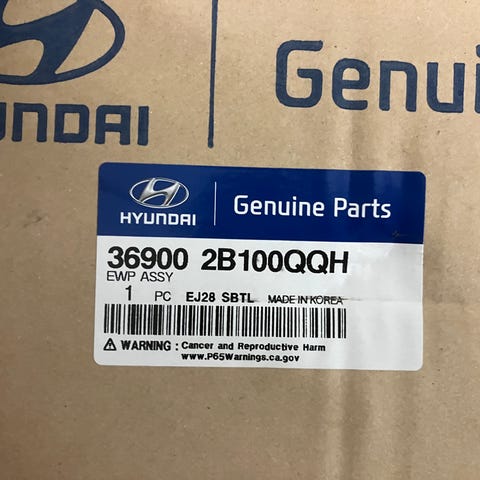 Genui
YUNDAI
HYUNDAI Genuine Parts
36900 2B100QQH
EWP ASSY
1 PC EJ28 SBTL MADE IN KOREA
WARNING: Cancer and Reproductive Harm
www.P65Warnings.ca.gov